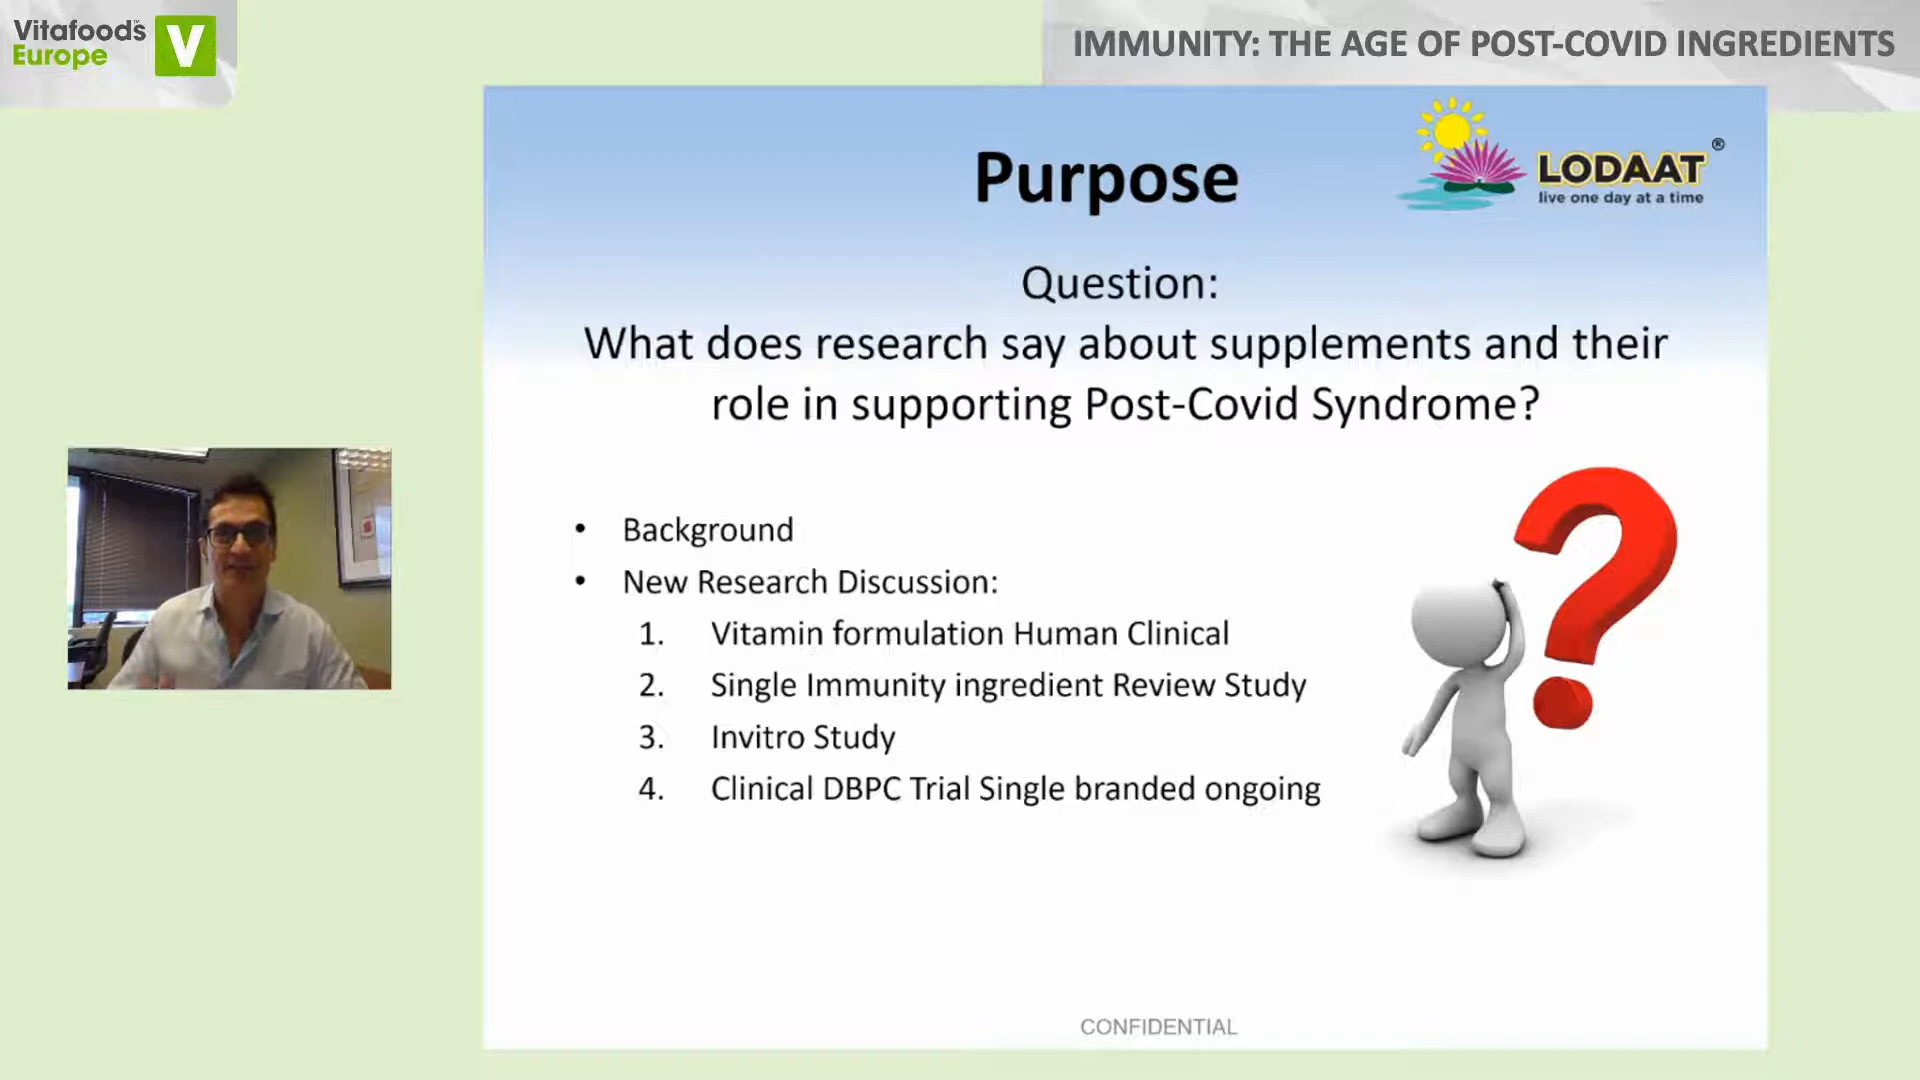 Vitafoods™
Europe
V
IMMUNITY: THE AGE OF POST-COVID INGREDIENTS
Purpose
LODAAT®
live one day at a time
Question:
What does research say about supplements and their
role in supporting Post-Covid Syndrome?
• Background
• New Research Discussion:
1. Vitamin formulation Human Clinical
2. Single Immunity ingredient Review Study
3. Invitro Study
4. Clinical DBPC Trial Single branded ongoing
CONFIDENTIAL